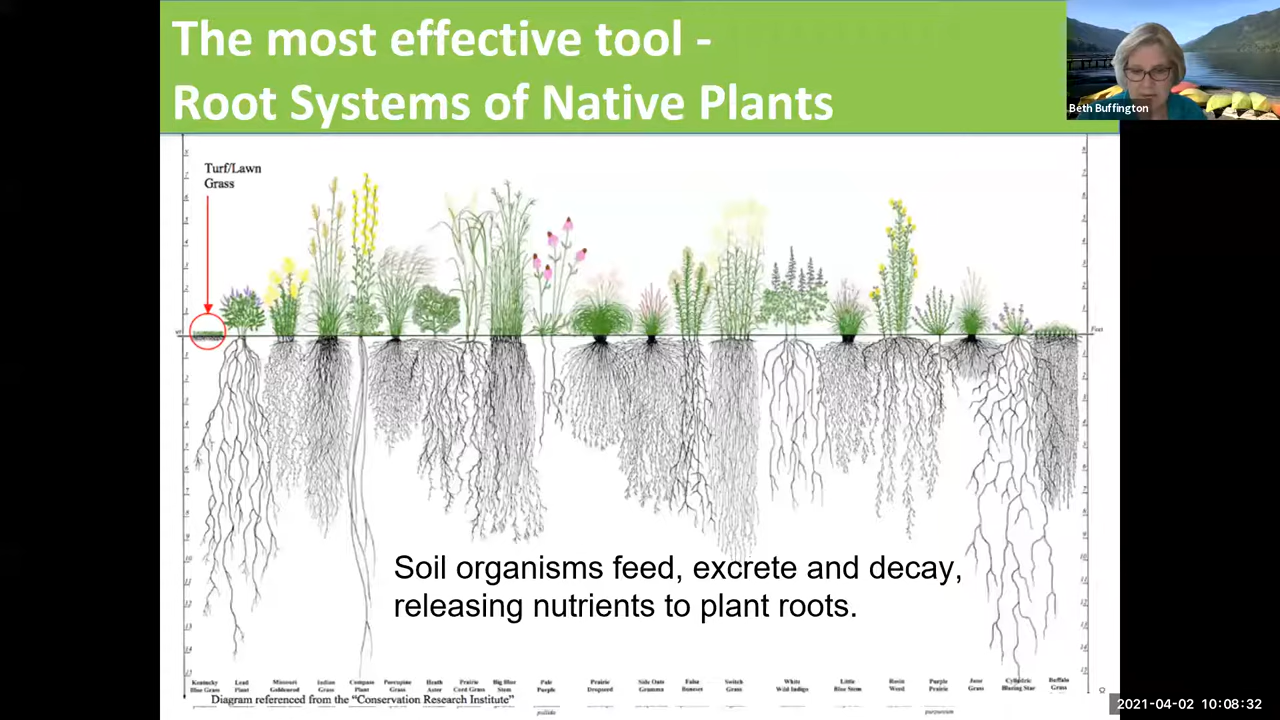 The most effective tool -
Root Systems of Native Plants
Beth Buffington
Turf/Lawn
Grass
Feet
Soil organisms feed, excrete and decay,
releasing nutrients to plant roots.
Kentucky Blue Grass
Lead Plant
Missouri Goldenrod
Indian Grass
Compass Plant
Porcupine Grass
Heath Aster
Prairie Cord Grass
Big Blue Stem
Pale Purple
pallida
Prairie Dropseed
Side Oats Gramma
False Boneset
Switch Grass
White Wild Indigo
Little Blue Stem
Rosin Weed
Purple Prairie
purpureum
June Grass
Cylindric Blazing Star
Buffalo Grass
Diagram referenced from the "Conservation Research Institute"
2021-04-02 10:08:32